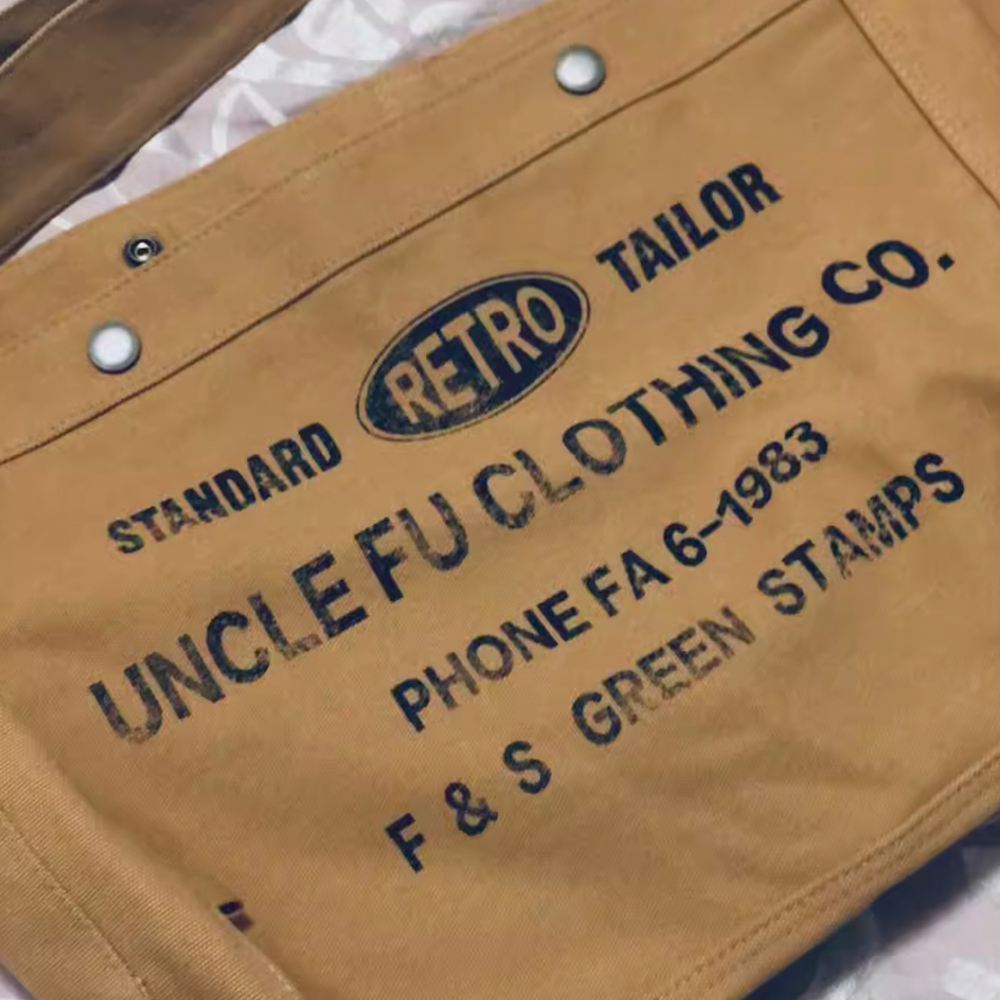 STANDARD RETRO TAILOR
UNCLE FU CLOTHING CO.
PHONE FA 6-1983
F & S GREEN STAMPS